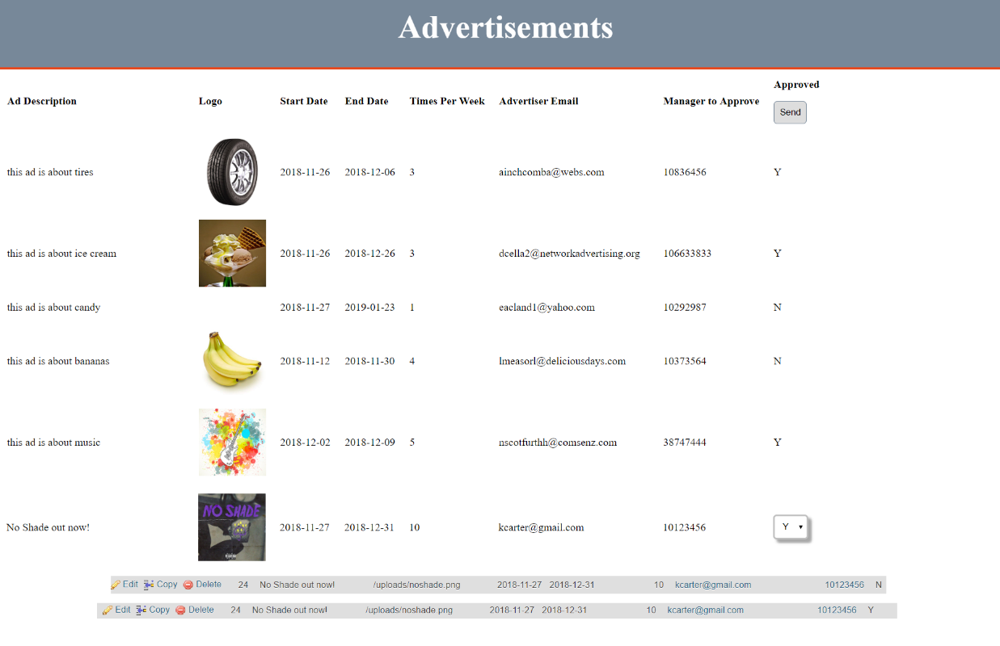 Advertisements
Ad Description Logo Start Date End Date Times Per Week Advertiser Email Manager to Approve Approved
Send
this ad is about tires 2018-11-26 2018-12-06 3 ainchcomba@webs.com 10836456 Y
this ad is about ice cream 2018-11-26 2018-12-26 3 dcella2@networkadvertising.org 106633833 Y
this ad is about candy 2018-11-27 2019-01-23 1 eacland1@yahoo.com 10292987 N
this ad is about bananas 2018-11-12 2018-11-30 4 lmeasorl@deliciousdays.com 10373564 N
this ad is about music 2018-12-02 2018-12-09 5 nscotfurthh@comsenz.com 38747444 Y
NO SHADE
No Shade out now! 2018-11-27 2018-12-31 10 kcarter@gmail.com 10123456 Y
Edit Copy Delete 24 No Shade out now! /uploads/noshade.png 2018-11-27 2018-12-31 10 kcarter@gmail.com 10123456 N
Edit Copy Delete 24 No Shade out now! /uploads/noshade.png 2018-11-27 2018-12-31 10 kcarter@gmail.com 10123456 Y